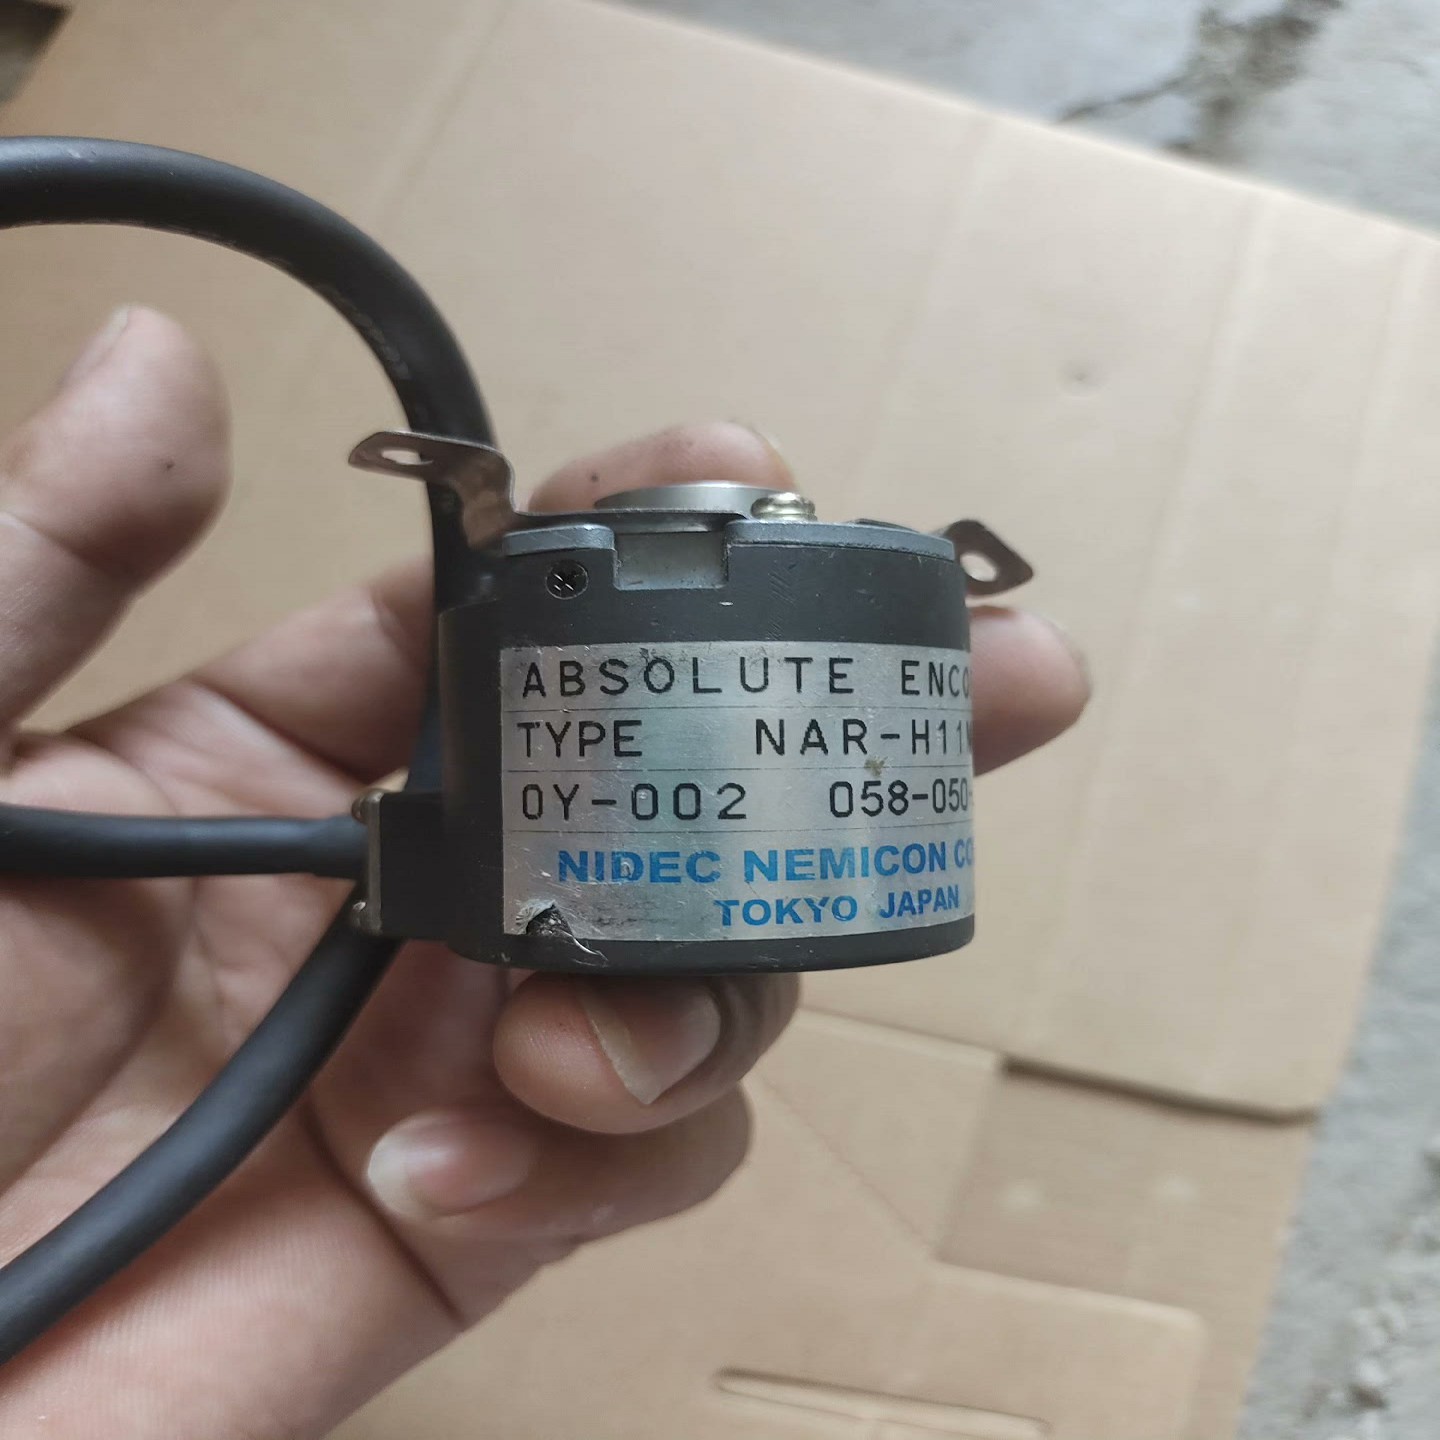 ABSOLUTE ENCO
TYPE NAR-H11
0Y-002 058-050-
NIDEC NEMICON CO
TOKYO JAPAN